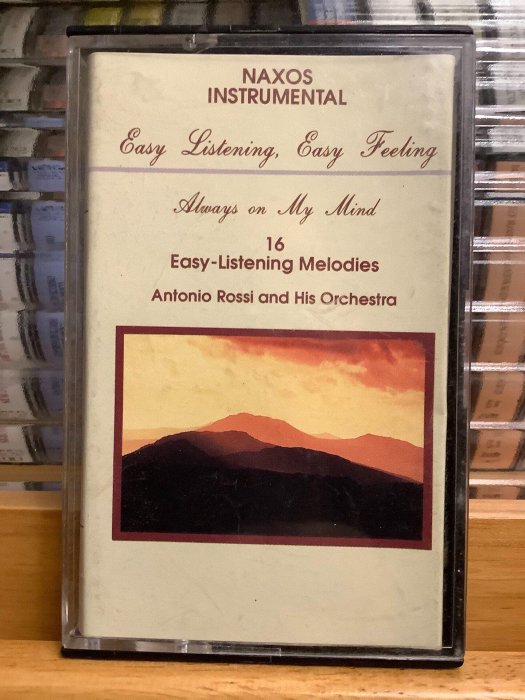 NAXOS
INSTRUMENTAL
Easy Listening, Easy Feeling
Always on My Mind
16
Easy-Listening Melodies
Antonio Rossi and His Orchestra